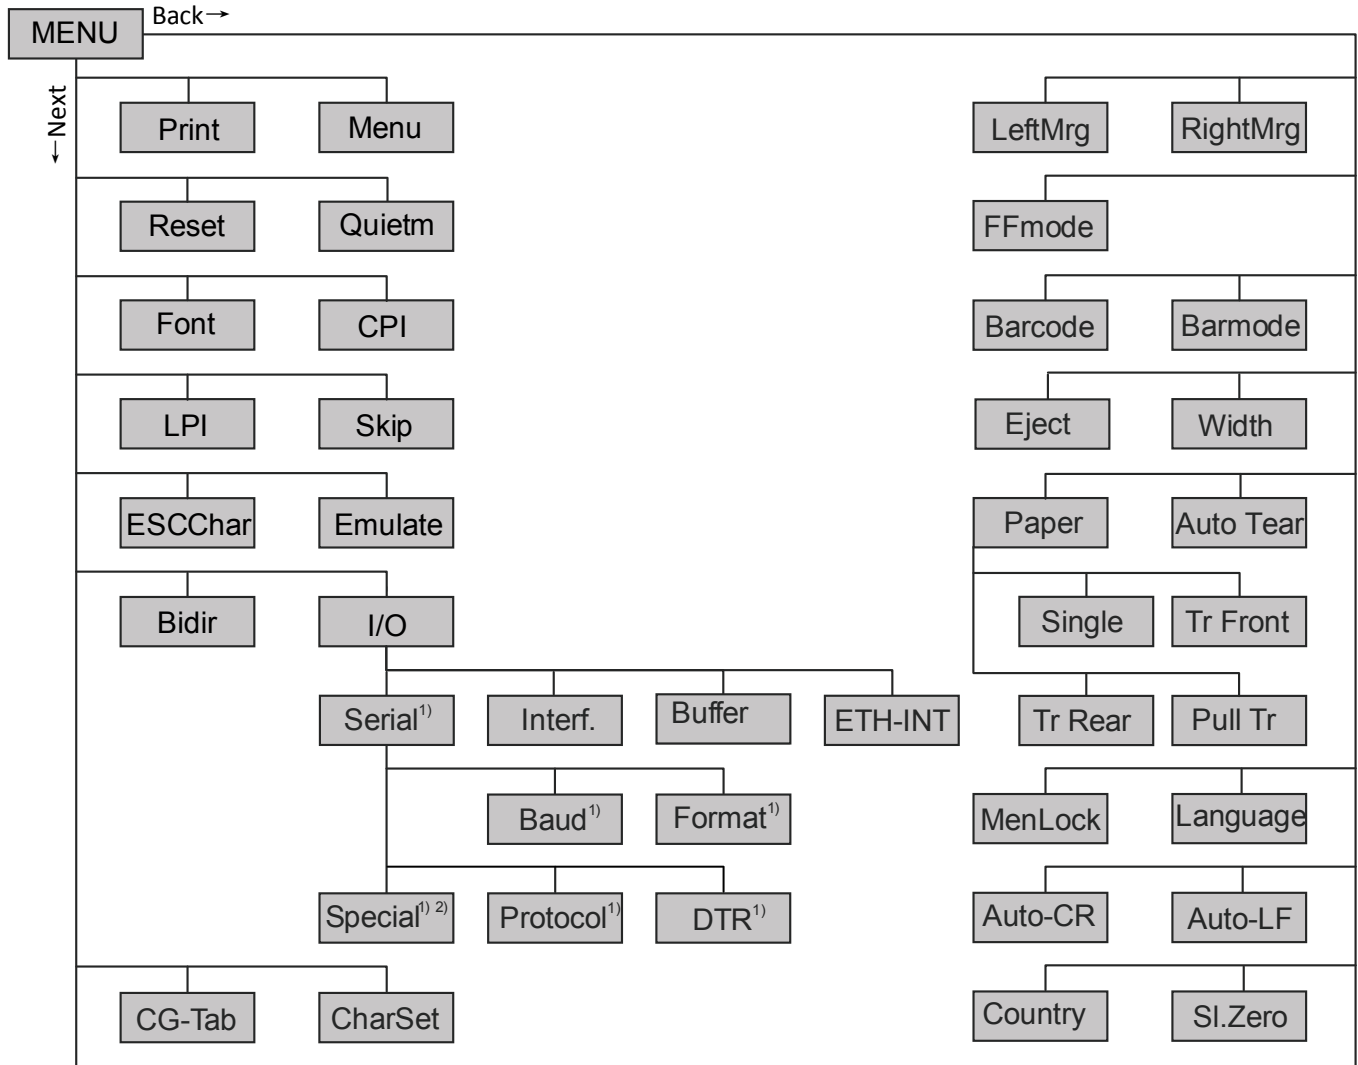 MENU
Back→
←Next
Print Menu
LeftMrg RightMrg
Reset Quietm
FFmode
Font CPI
Barcode Barmode
LPI Skip
Eject Width
ESCChar Emulate
Paper Auto Tear
Bidir I/O
Single Tr Front
Serial1) Interf. Buffer ETH-INT
Tr Rear Pull Tr
Baud1) Format1)
MenLock Language
Special1) 2) Protocol1) DTR1)
Auto-CR Auto-LF
CG-Tab CharSet
Country Sl.Zero